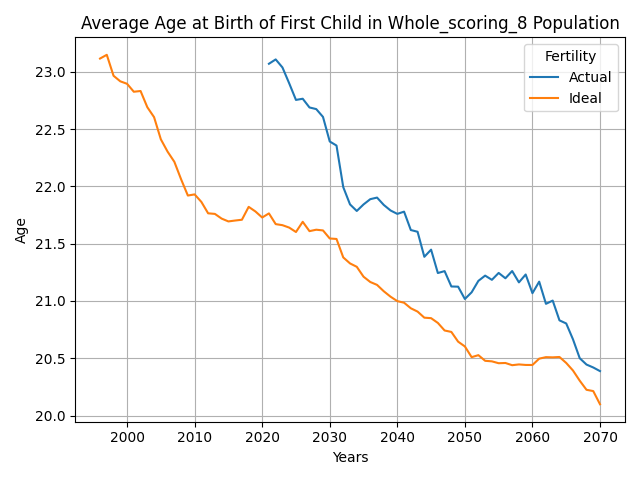 Average Age at Birth of First Child in Whole_scoring_8 Population
Fertility
Actual
Ideal
23.0
22.5
22.0
21.5
21.0
20.5
20.0
Age
2000 2010 2020 2030 2040 2050 2060 2070
Years